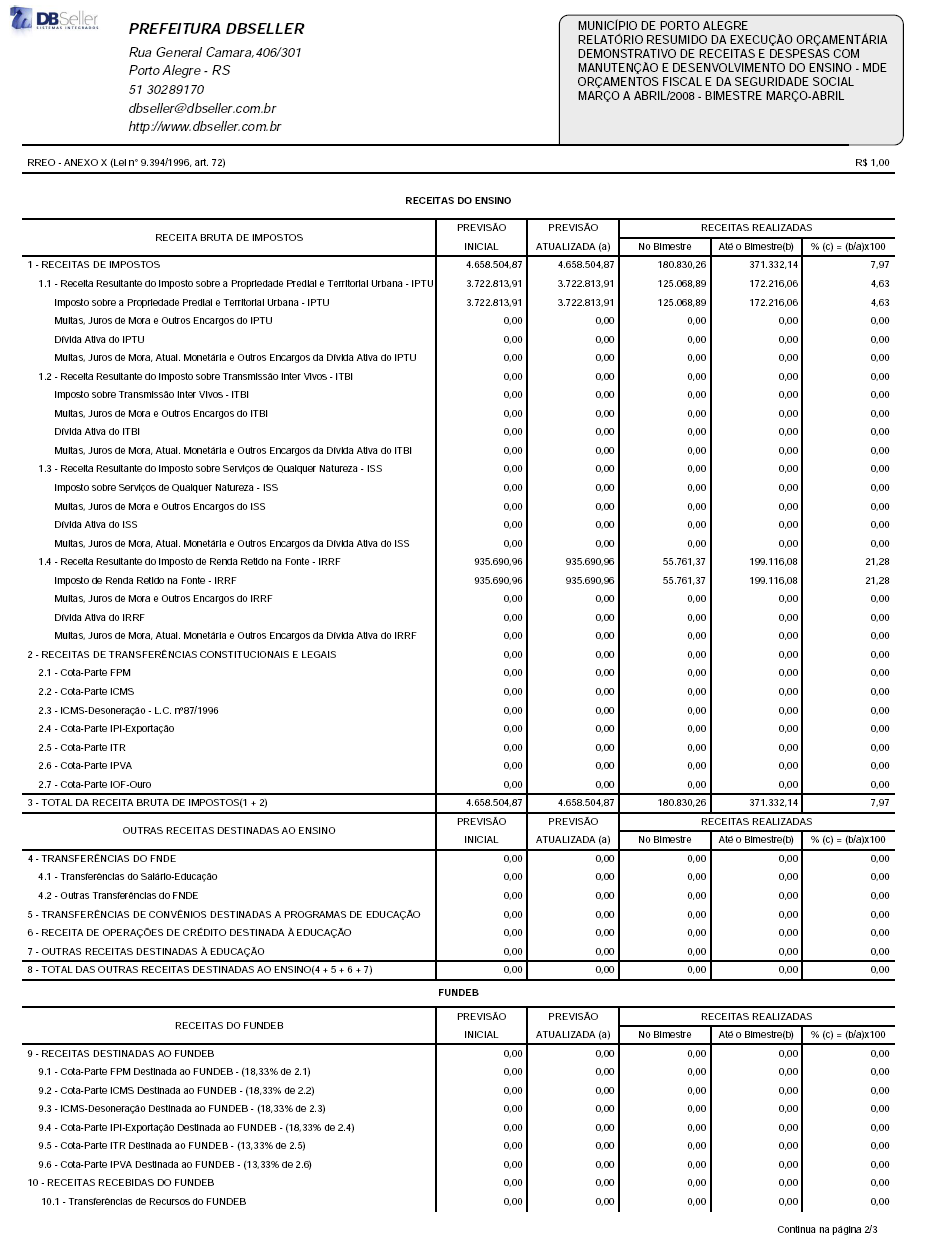 DBSeller
SISTEMAS INTEGRADOS
PREFEITURA DBSELLER
Rua General Camara,406/301
Porto Alegre - RS
51 30289170
dbseller@dbseller.com.br
http://www.dbseller.com.br
MUNICÍPIO DE PORTO ALEGRE
RELATÓRIO RESUMIDO DA EXECUÇÃO ORÇAMENTÁRIA
DEMONSTRATIVO DE RECEITAS E DESPESAS COM
MANUTENÇÃO E DESENVOLVIMENTO DO ENSINO - MDE
ORÇAMENTOS FISCAL E DA SEGURIDADE SOCIAL
MARÇO A ABRIL/2008 - BIMESTRE MARÇO-ABRIL
RREO - ANEXO X (Lei n° 9.394/1996, art. 72) R$ 1,00
RECEITAS DO ENSINO
RECEITA BRUTA DE IMPOSTOS PREVISÃO PREVISÃO RECEITAS REALIZADAS
INICIAL ATUALIZADA (a) No Bimestre Até o Bimestre(b) % (c) = (b/a)x100
1 - RECEITAS DE IMPOSTOS 4.658.504,87 4.658.504,87 180.830,26 371.332,14 7,97
1.1 - Receita Resultante do Imposto sobre a Propriedade Predial e Territorial Urbana - IPTU 3.722.813,91 3.722.813,91 125.068,89 172.216,06 4,63
Imposto sobre a Propriedade Predial e Territorial Urbana - IPTU 3.722.813,91 3.722.813,91 125.068,89 172.216,06 4,63
Multas, Juros de Mora e Outros Encargos do IPTU 0,00 0,00 0,00 0,00 0,00
Dívida Ativa do IPTU 0,00 0,00 0,00 0,00 0,00
Multas, Juros de Mora, Atual. Monetária e Outros Encargos da Dívida Ativa do IPTU 0,00 0,00 0,00 0,00 0,00
1.2 - Receita Resultante do Imposto sobre Transmissão Inter Vivos - ITBI 0,00 0,00 0,00 0,00 0,00
Imposto sobre Transmissão Inter Vivos - ITBI 0,00 0,00 0,00 0,00 0,00
Multas, Juros de Mora e Outros Encargos do ITBI 0,00 0,00 0,00 0,00 0,00
Dívida Ativa do ITBI 0,00 0,00 0,00 0,00 0,00
Multas, Juros de Mora, Atual. Monetária e Outros Encargos da Dívida Ativa do ITBI 0,00 0,00 0,00 0,00 0,00
1.3 - Receita Resultante do Imposto sobre Serviços de Qualquer Natureza - ISS 0,00 0,00 0,00 0,00 0,00
Imposto sobre Serviços de Qualquer Natureza - ISS 0,00 0,00 0,00 0,00 0,00
Multas, Juros de Mora e Outros Encargos do ISS 0,00 0,00 0,00 0,00 0,00
Dívida Ativa do ISS 0,00 0,00 0,00 0,00 0,00
Multas, Juros de Mora, Atual. Monetária e Outros Encargos da Dívida Ativa do ISS 0,00 0,00 0,00 0,00 0,00
1.4 - Receita Resultante do Imposto de Renda Retido na Fonte - IRRF 935.690,96 935.690,96 55.761,37 199.116,08 21,28
Imposto de Renda Retido na Fonte - IRRF 935.690,96 935.690,96 55.761,37 199.116,08 21,28
Multas, Juros de Mora e Outros Encargos do IRRF 0,00 0,00 0,00 0,00 0,00
Dívida Ativa do IRRF 0,00 0,00 0,00 0,00 0,00
Multas, Juros de Mora, Atual. Monetária e Outros Encargos da Dívida Ativa do IRRF 0,00 0,00 0,00 0,00 0,00
2 - RECEITAS DE TRANSFERÊNCIAS CONSTITUCIONAIS E LEGAIS 0,00 0,00 0,00 0,00 0,00
2.1 - Cota-Parte FPM 0,00 0,00 0,00 0,00 0,00
2.2 - Cota-Parte ICMS 0,00 0,00 0,00 0,00 0,00
2.3 - ICMS-Desoneração - L.C. nº87/1996 0,00 0,00 0,00 0,00 0,00
2.4 - Cota-Parte IPI-Exportação 0,00 0,00 0,00 0,00 0,00
2.5 - Cota-Parte ITR 0,00 0,00 0,00 0,00 0,00
2.6 - Cota-Parte IPVA 0,00 0,00 0,00 0,00 0,00
2.7 - Cota-Parte IOF-Ouro 0,00 0,00 0,00 0,00 0,00
3 - TOTAL DA RECEITA BRUTA DE IMPOSTOS(1 + 2) 4.658.504,87 4.658.504,87 180.830,26 371.332,14 7,97
OUTRAS RECEITAS DESTINADAS AO ENSINO PREVISÃO PREVISÃO RECEITAS REALIZADAS
INICIAL ATUALIZADA (a) No Bimestre Até o Bimestre(b) % (c) = (b/a)x100
4 - TRANSFERÊNCIAS DO FNDE 0,00 0,00 0,00 0,00 0,00
4.1 - Transferências do Salário-Educação 0,00 0,00 0,00 0,00 0,00
4.2 - Outras Transferências do FNDE 0,00 0,00 0,00 0,00 0,00
5 - TRANSFERÊNCIAS DE CONVÊNIOS DESTINADAS A PROGRAMAS DE EDUCAÇÃO 0,00 0,00 0,00 0,00 0,00
6 - RECEITA DE OPERAÇÕES DE CRÉDITO DESTINADA À EDUCAÇÃO 0,00 0,00 0,00 0,00 0,00
7 - OUTRAS RECEITAS DESTINADAS À EDUCAÇÃO 0,00 0,00 0,00 0,00 0,00
8 - TOTAL DAS OUTRAS RECEITAS DESTINADAS AO ENSINO(4 + 5 + 6 + 7) 0,00 0,00 0,00 0,00 0,00
FUNDEB
RECEITAS DO FUNDEB PREVISÃO PREVISÃO RECEITAS REALIZADAS
INICIAL ATUALIZADA (a) No Bimestre Até o Bimestre(b) % (c) = (b/a)x100
9 - RECEITAS DESTINADAS AO FUNDEB 0,00 0,00 0,00 0,00 0,00
9.1 - Cota-Parte FPM Destinada ao FUNDEB - (18,33% de 2.1) 0,00 0,00 0,00 0,00 0,00
9.2 - Cota-Parte ICMS Destinada ao FUNDEB - (18,33% de 2.2) 0,00 0,00 0,00 0,00 0,00
9.3 - ICMS-Desoneração Destinada ao FUNDEB - (18,33% de 2.3) 0,00 0,00 0,00 0,00 0,00
9.4 - Cota-Parte IPI-Exportação Destinada ao FUNDEB - (18,33% de 2.4) 0,00 0,00 0,00 0,00 0,00
9.5 - Cota-Parte ITR Destinada ao FUNDEB - (13,33% de 2.5) 0,00 0,00 0,00 0,00 0,00
9.6 - Cota-Parte IPVA Destinada ao FUNDEB - (13,33% de 2.6) 0,00 0,00 0,00 0,00 0,00
10 - RECEITAS RECEBIDAS DO FUNDEB 0,00 0,00 0,00 0,00 0,00
10.1 - Transferências de Recursos do FUNDEB 0,00 0,00 0,00 0,00 0,00
Continua na página 2/3